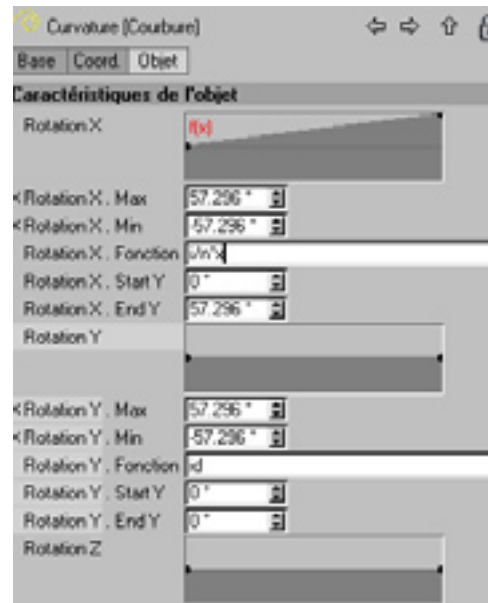 Curvature [Courbure]
Base Coord. Objet
Caractéristiques de l'objet
Rotation X
f(x)
Rotation X . Max 57.296 °
Rotation X . Min -57.296 °
Rotation X . Fonction i/n*x
Rotation X . Start Y 0 °
Rotation X . End Y 57.296 °
Rotation Y
Rotation Y . Max 57.296 °
Rotation Y . Min -57.296 °
Rotation Y . Fonction
Rotation Y . Start Y 0 °
Rotation Y . End Y 0 °
Rotation Z